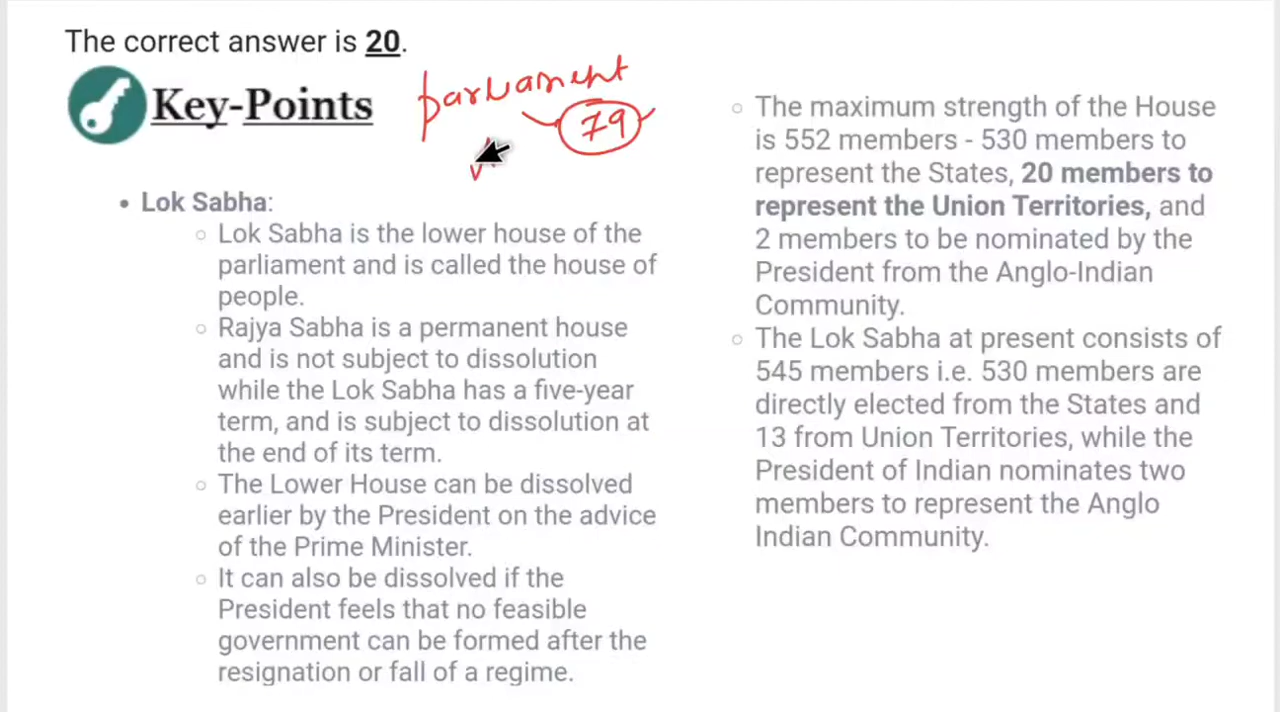 The correct answer is 20.
Key-Points
parliament
79
• Lok Sabha:
○ Lok Sabha is the lower house of the
parliament and is called the house of
people.
○ Rajya Sabha is a permanent house
and is not subject to dissolution
while the Lok Sabha has a five-year
term, and is subject to dissolution at
the end of its term.
○ The Lower House can be dissolved
earlier by the President on the advice
of the Prime Minister.
○ It can also be dissolved if the
President feels that no feasible
government can be formed after the
resignation or fall of a regime.
○ The maximum strength of the House
is 552 members - 530 members to
represent the States, 20 members to
represent the Union Territories, and
2 members to be nominated by the
President from the Anglo-Indian
Community.
○ The Lok Sabha at present consists of
545 members i.e. 530 members are
directly elected from the States and
13 from Union Territories, while the
President of Indian nominates two
members to represent the Anglo
Indian Community.